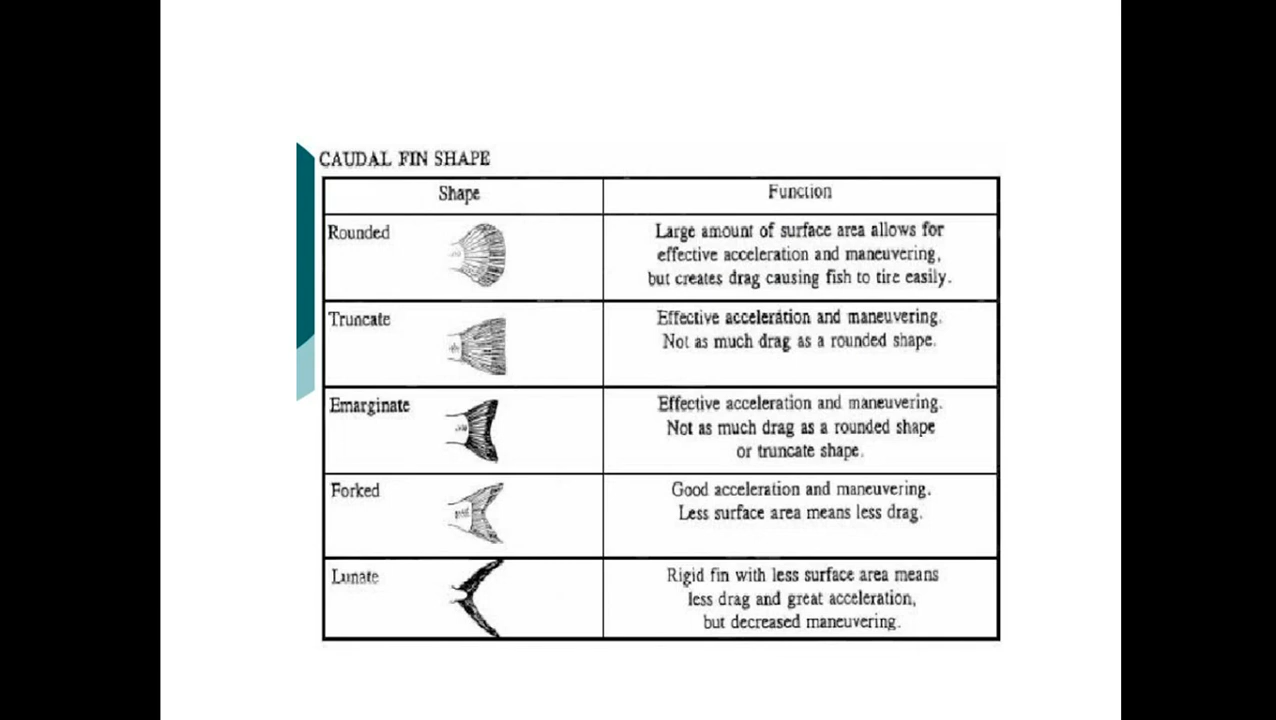 CAUDAL FIN SHAPE
Shape
Function
Rounded
Large amount of surface area allows for
effective acceleration and maneuvering,
but creates drag causing fish to tire easily.
Truncate
Effective acceleration and maneuvering.
Not as much drag as a rounded shape.
Emarginate
Effective acceleration and maneuvering.
Not as much drag as a rounded shape
or truncate shape.
Forked
Good acceleration and maneuvering.
Less surface area means less drag.
Lunate
Rigid fin with less surface area means
less drag and great acceleration,
but decreased maneuvering.